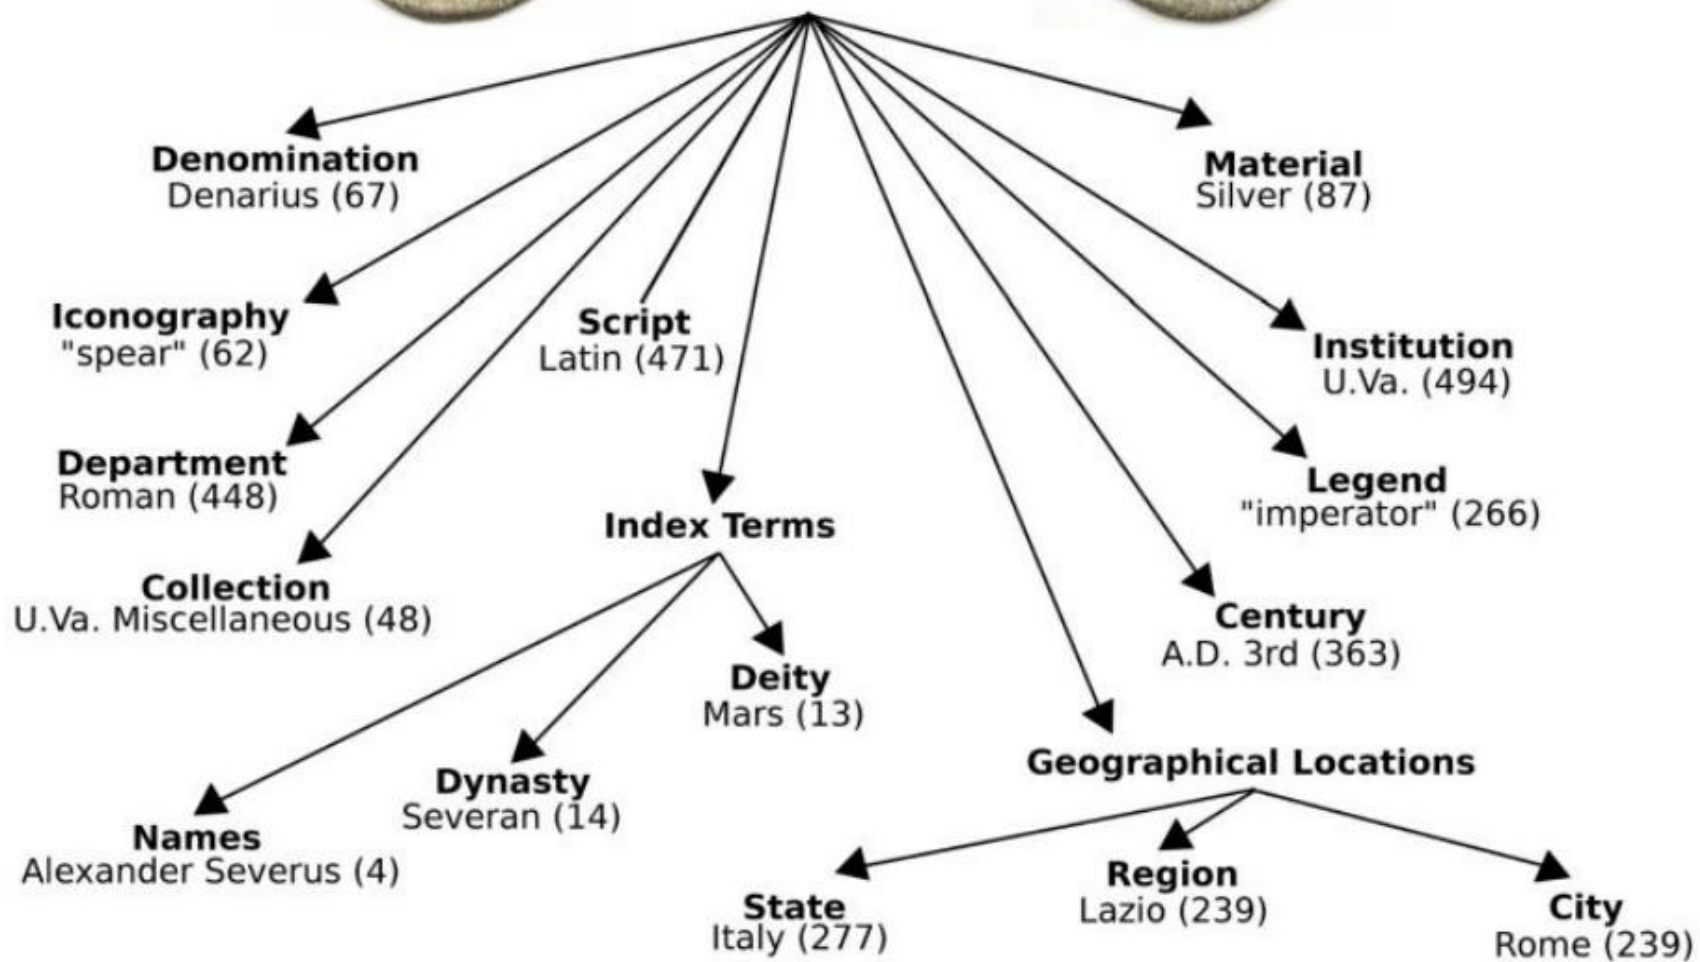 Denomination
Denarius (67)
Material
Silver (87)
Iconography
"spear" (62)
Script
Latin (471)
Institution
U.Va. (494)
Department
Roman (448)
Legend
"imperator" (266)
Index Terms
Collection
U.Va. Miscellaneous (48)
Century
A.D. 3rd (363)
Deity
Mars (13)
Geographical Locations
Dynasty
Severan (14)
Names
Alexander Severus (4)
State
Italy (277)
Region
Lazio (239)
City
Rome (239)